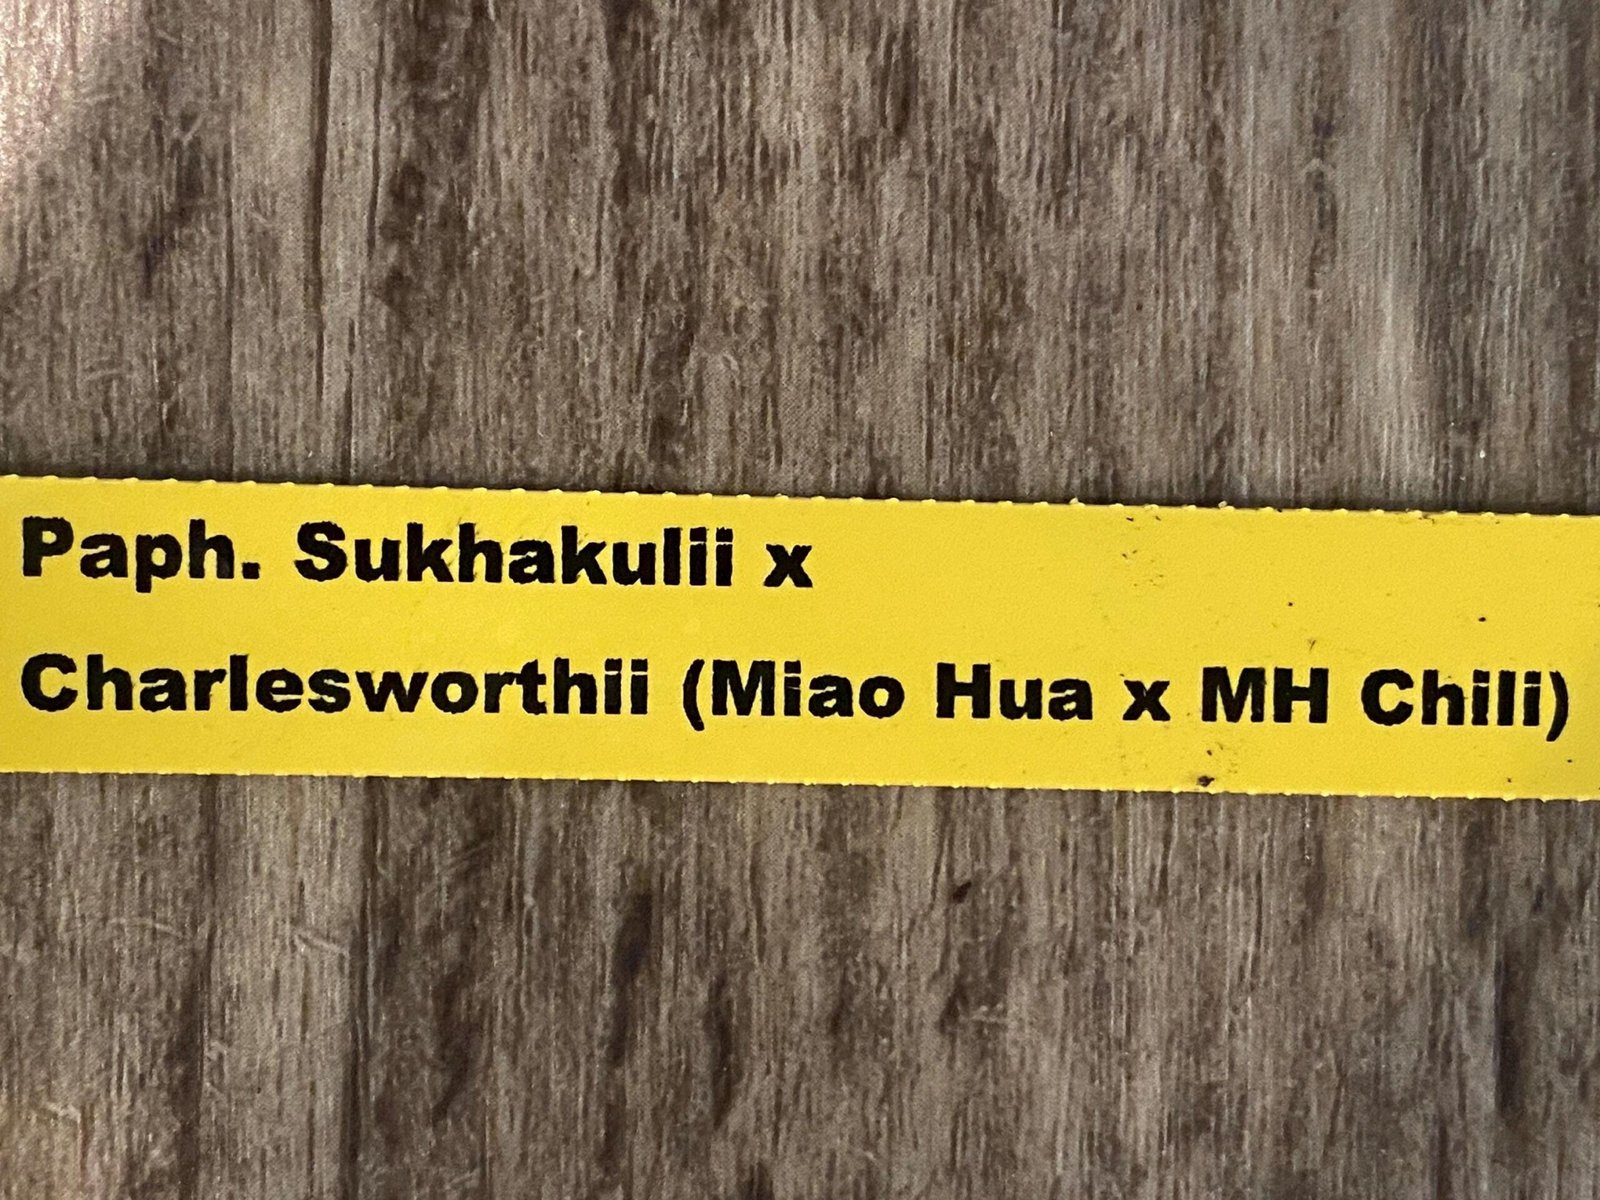 Paph. Sukhakulii x
Charlesworthii (Miao Hua x MH Chili)